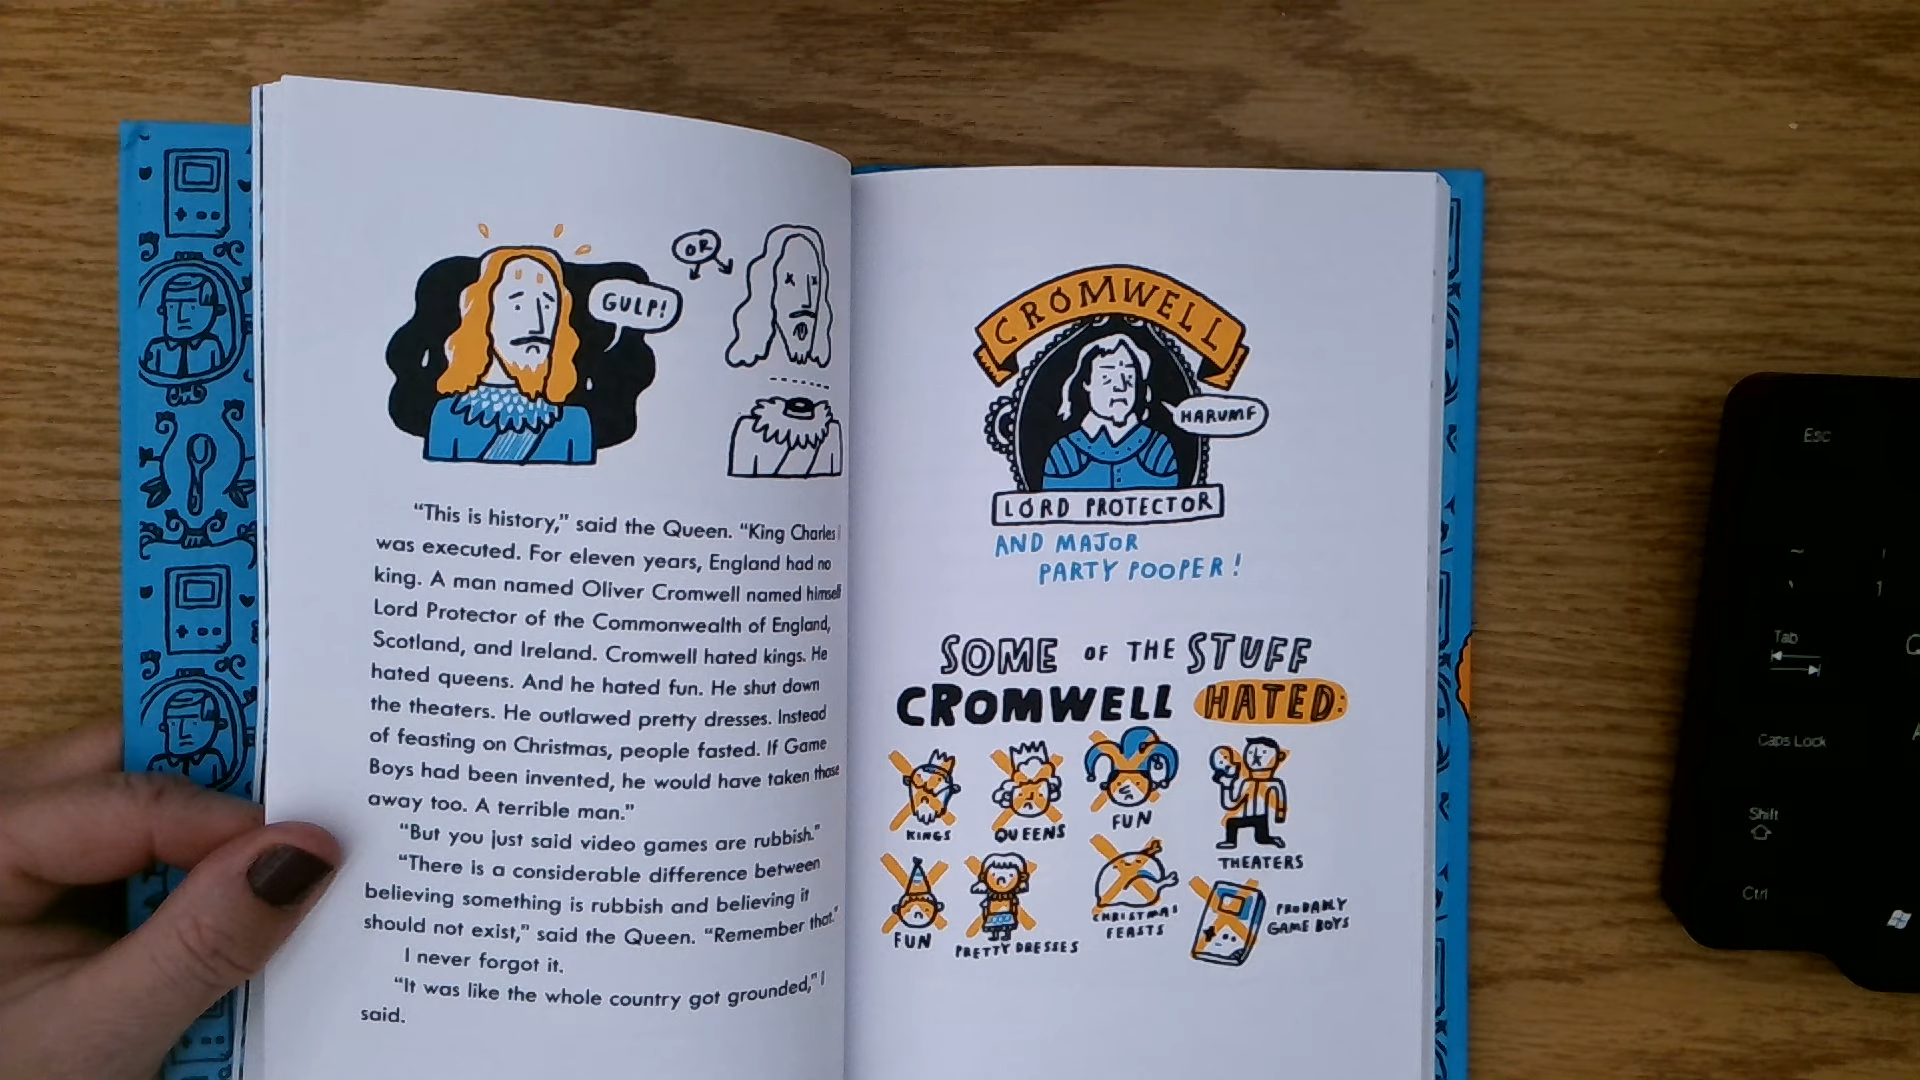 GULP!
OR
"This is history," said the Queen. "King Charles I
was executed. For eleven years, England had no
king. A man named Oliver Cromwell named himself
Lord Protector of the Commonwealth of England,
Scotland, and Ireland. Cromwell hated kings. He
hated queens. And he hated fun. He shut down
the theaters. He outlawed pretty dresses. Instead
of feasting on Christmas, people fasted. If Game
Boys had been invented, he would have taken those
away too. A terrible man."
"But you just said video games are rubbish."
"There is a considerable difference between
believing something is rubbish and believing it
should not exist," said the Queen. "Remember that."
I never forgot it.
"It was like the whole country got grounded," I
said.
CROMWELL
HARUMF
LORD PROTECTOR
AND MAJOR
PARTY POOPER!
SOME OF THE STUFF
CROMWELL HATED:
KINGS
QUEENS
FUN
THEATERS
FUN
PRETTY DRESSES
CHRISTMAS
FEASTS
PROBABLY
GAME BOYS
Esc
~ !
` 1
Tab
Q
Caps Lock
A
Shift
Ctrl